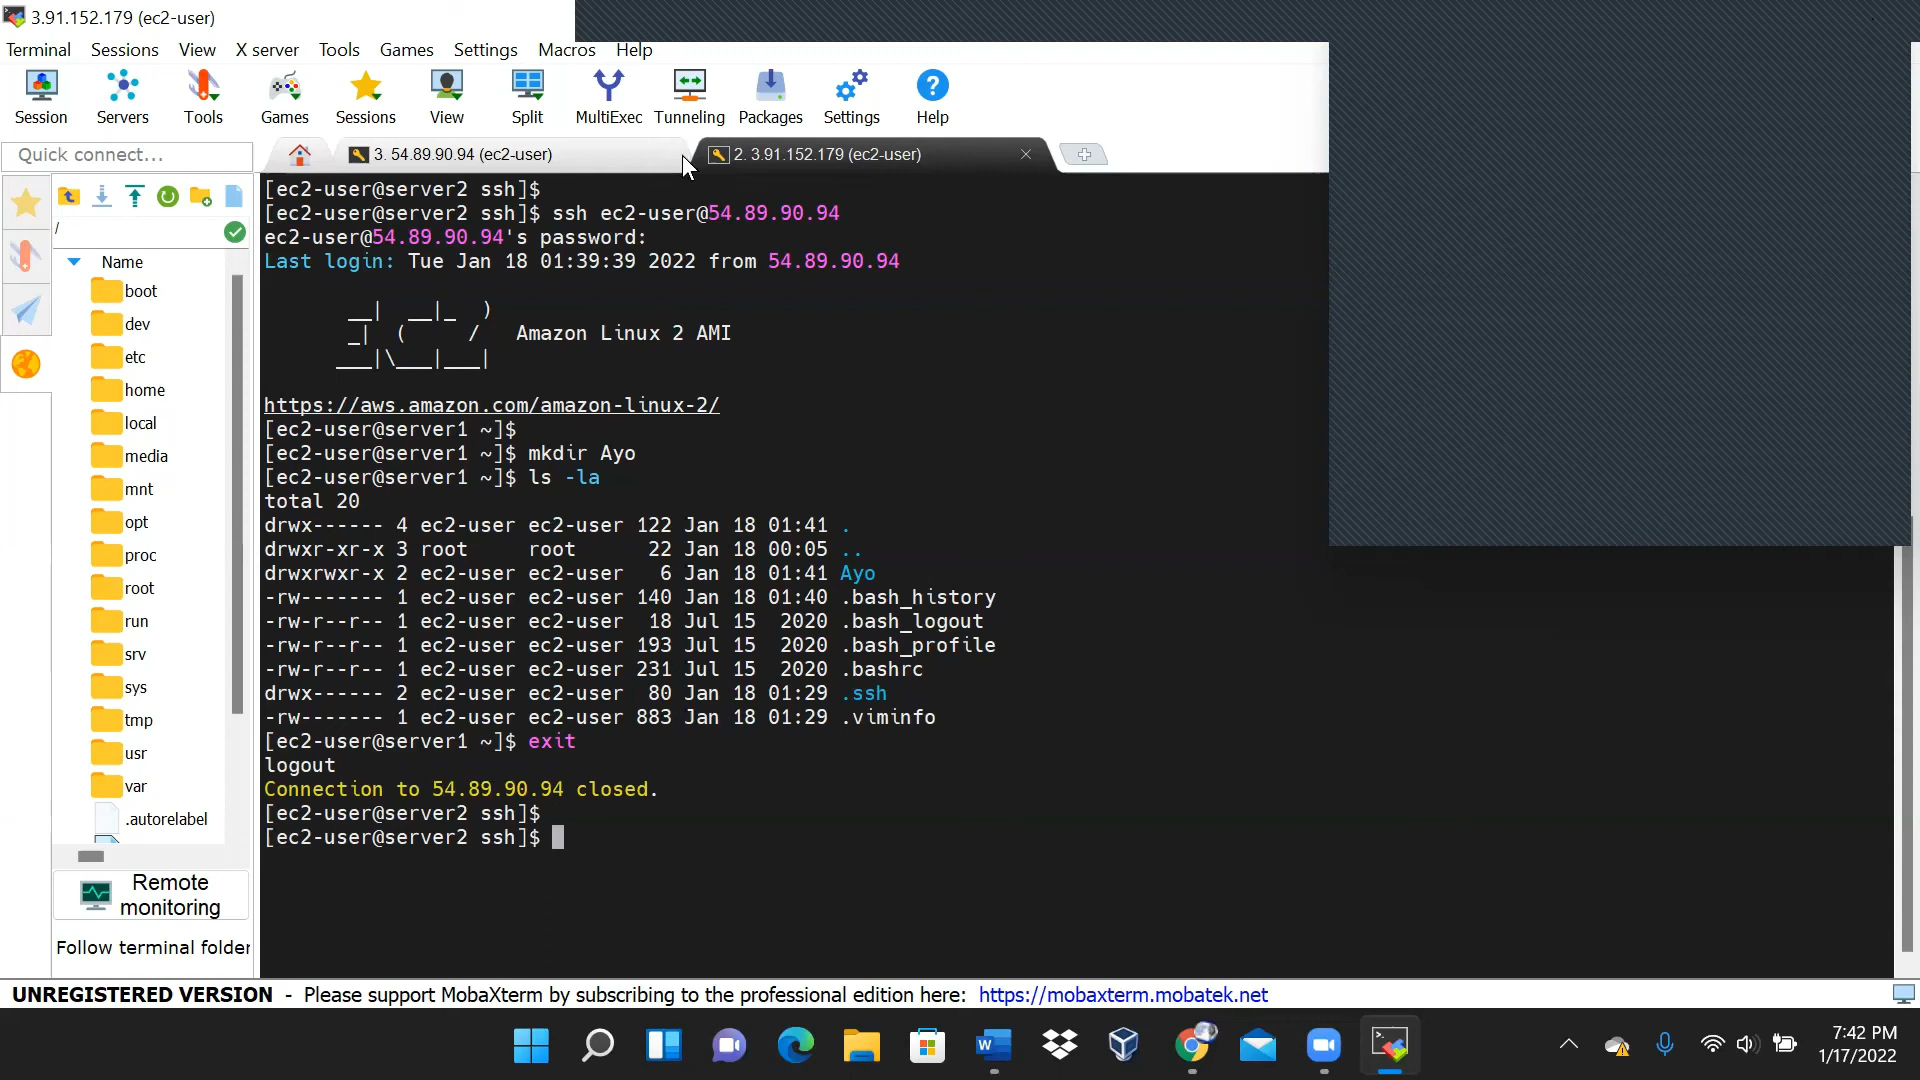 3.91.152.179 (ec2-user)
Terminal Sessions View X server Tools Games Settings Macros Help
Session Servers Tools Games Sessions View Split MultiExec Tunneling Packages Settings Help
Quick connect...
3. 54.89.90.94 (ec2-user)
2. 3.91.152.179 (ec2-user)
/
Name
boot
dev
etc
home
local
media
mnt
opt
proc
root
run
srv
sys
tmp
usr
var
.autorelabel
Remote
monitoring
Follow terminal folder
[ec2-user@server2 ssh]$
[ec2-user@server2 ssh]$ ssh ec2-user@54.89.90.94
ec2-user@54.89.90.94's password:
Last login: Tue Jan 18 01:39:39 2022 from 54.89.90.94
__|  __|_  )
_|  (     /   Amazon Linux 2 AMI
___|\___|___|
https://aws.amazon.com/amazon-linux-2/
[ec2-user@server1 ~]$
[ec2-user@server1 ~]$ mkdir Ayo
[ec2-user@server1 ~]$ ls -la
total 20
drwx------ 4 ec2-user ec2-user 122 Jan 18 01:41 .
drwxr-xr-x 3 root     root      22 Jan 18 00:05 ..
drwxrwxr-x 2 ec2-user ec2-user   6 Jan 18 01:41 Ayo
-rw------- 1 ec2-user ec2-user 140 Jan 18 01:40 .bash_history
-rw-r--r-- 1 ec2-user ec2-user  18 Jul 15  2020 .bash_logout
-rw-r--r-- 1 ec2-user ec2-user 193 Jul 15  2020 .bash_profile
-rw-r--r-- 1 ec2-user ec2-user 231 Jul 15  2020 .bashrc
drwx------ 2 ec2-user ec2-user  80 Jan 18 01:29 .ssh
-rw------- 1 ec2-user ec2-user 883 Jan 18 01:29 .viminfo
[ec2-user@server1 ~]$ exit
logout
Connection to 54.89.90.94 closed.
[ec2-user@server2 ssh]$
[ec2-user@server2 ssh]$
UNREGISTERED VERSION - Please support MobaXterm by subscribing to the professional edition here: https://mobaxterm.mobatek.net
7:42 PM
1/17/2022